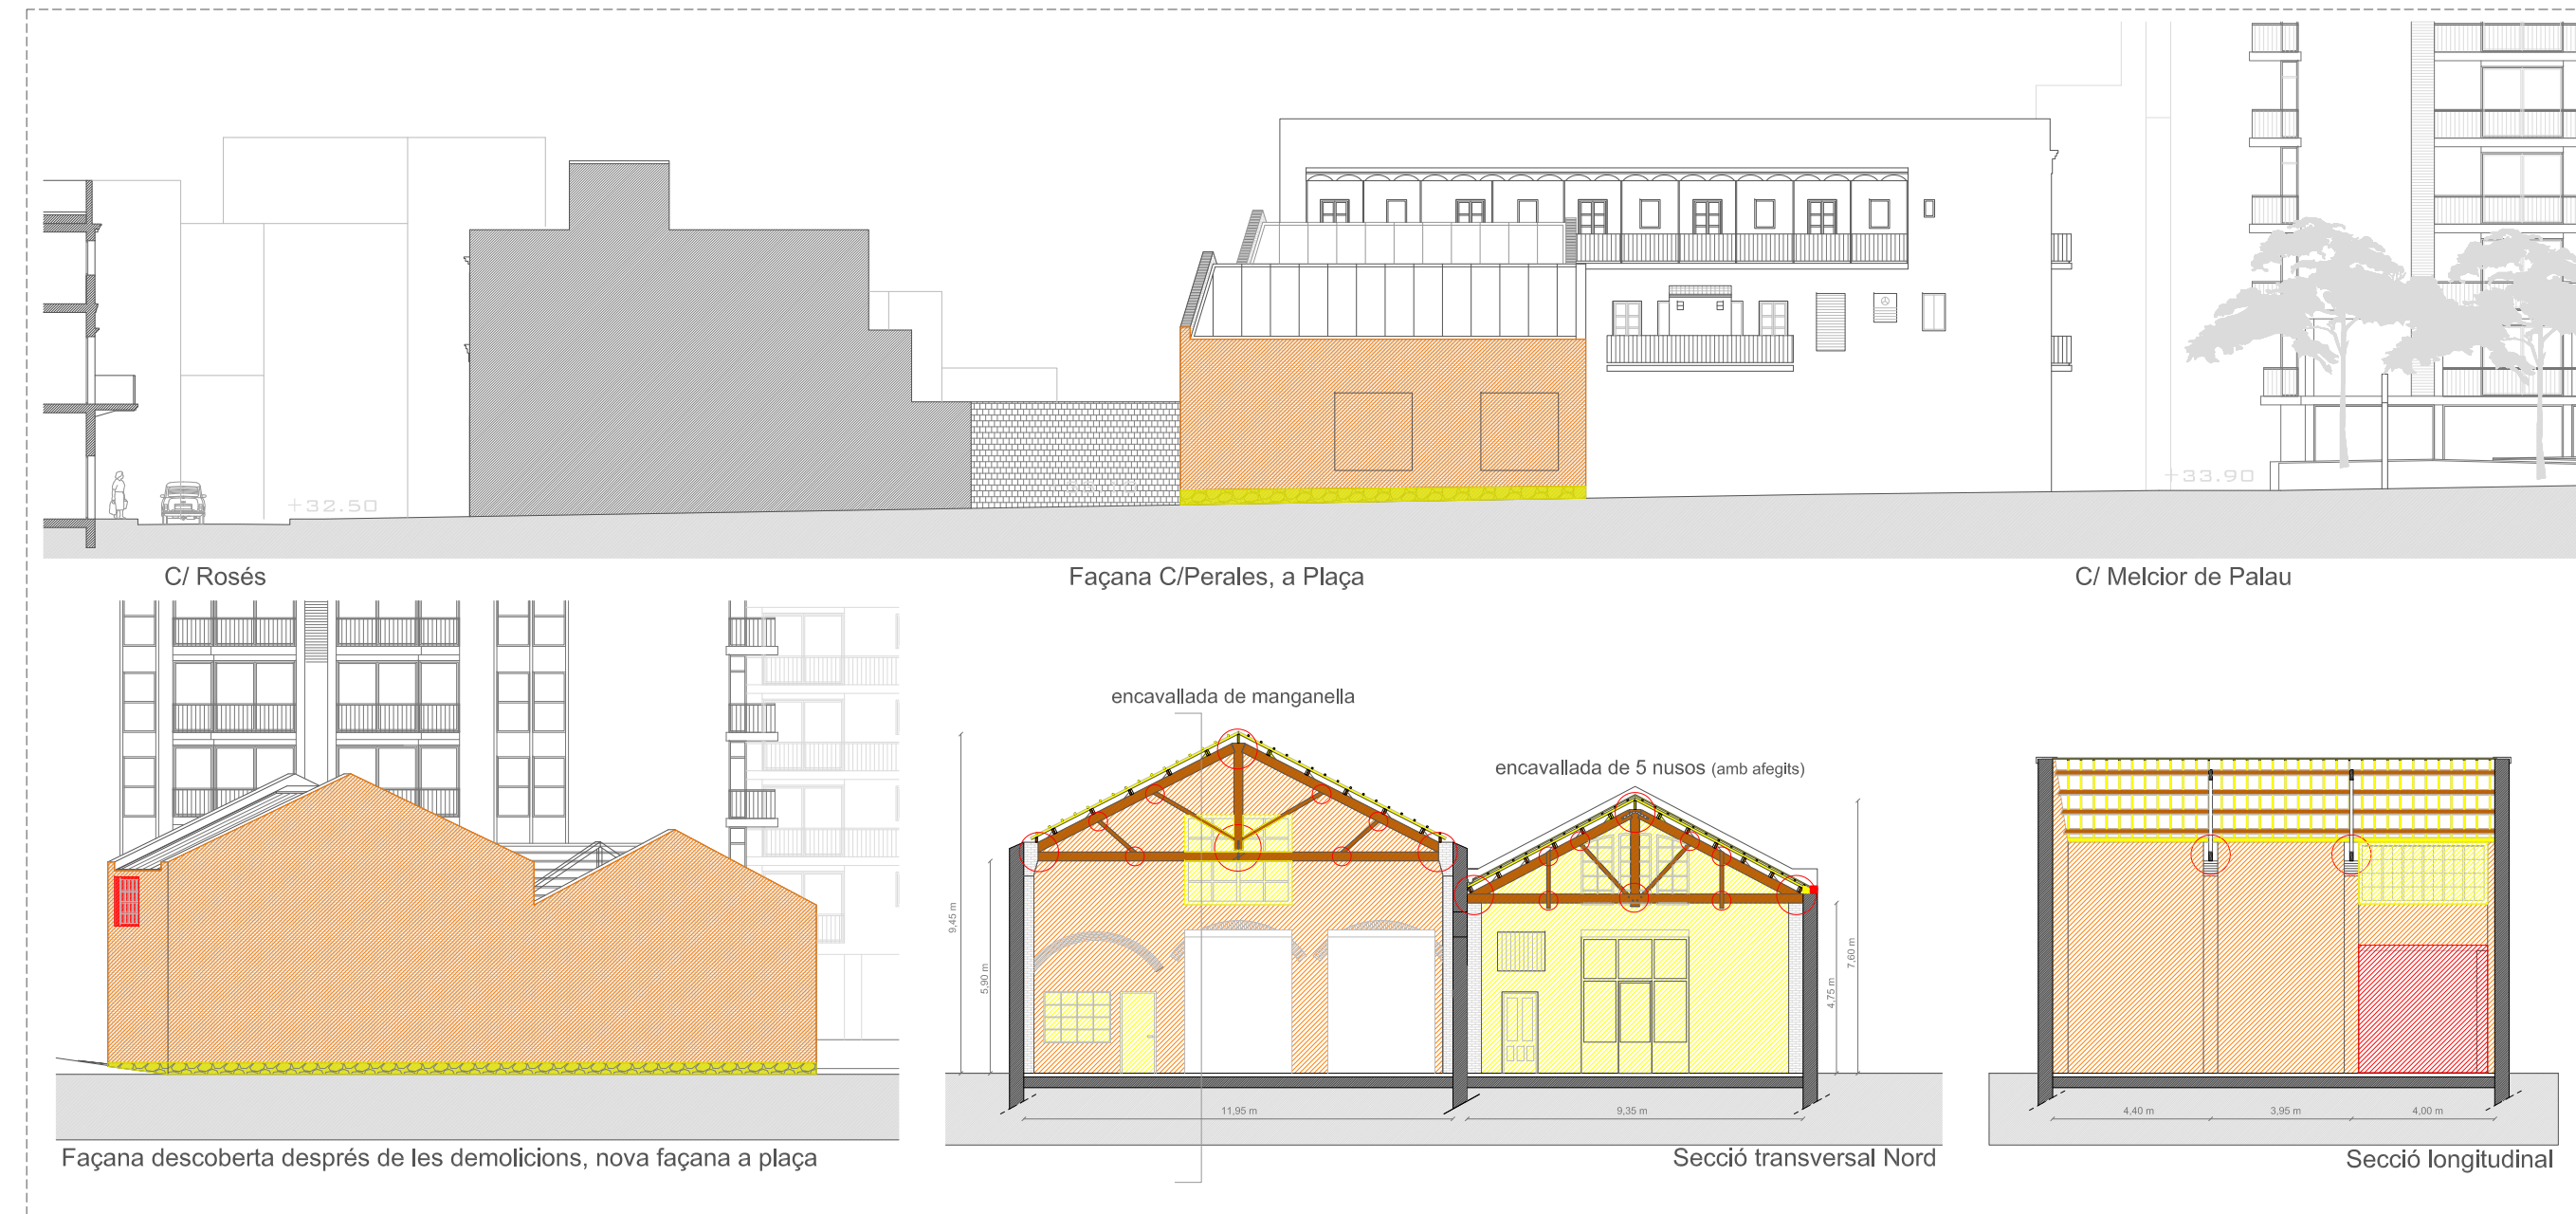 +32.50
+33.90
C/ Rosés
Façana C/Perales, a Plaça
C/ Melcior de Palau
encavallada de manganella
encavallada de 5 nusos (amb afegits)
9,45 m
5,90 m
4,75 m
7,60 m
11,95 m
9,35 m
4,40 m
3,95 m
4,00 m
Façana descoberta després de les demolicions, nova façana a plaça
Secció transversal Nord
Secció longitudinal